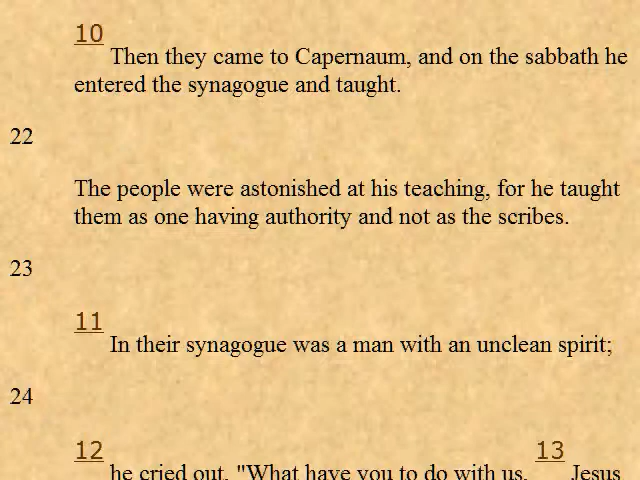 10
Then they came to Capernaum, and on the sabbath he
entered the synagogue and taught.
22
The people were astonished at his teaching, for he taught
them as one having authority and not as the scribes.
23
11
In their synagogue was a man with an unclean spirit;
24
12 13
he cried out, "What have you to do with us, Jesus